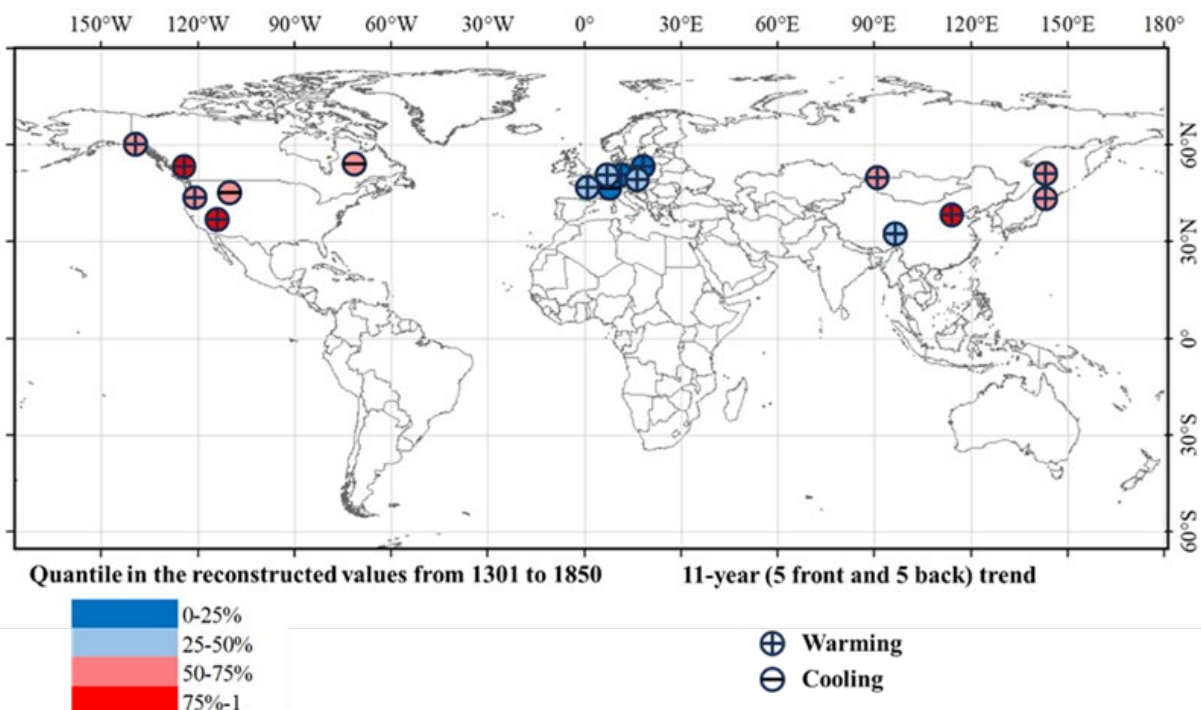 150°W 120°W 90°W 60°W 30°W 0° 30°E 60°E 90°E 120°E 150°E 180°
60°N
30°N
0°
30°S
60°S
Quantile in the reconstructed values from 1301 to 1850 11-year (5 front and 5 back) trend
0-25%
25-50%
50-75%
75%-1
Warming
Cooling